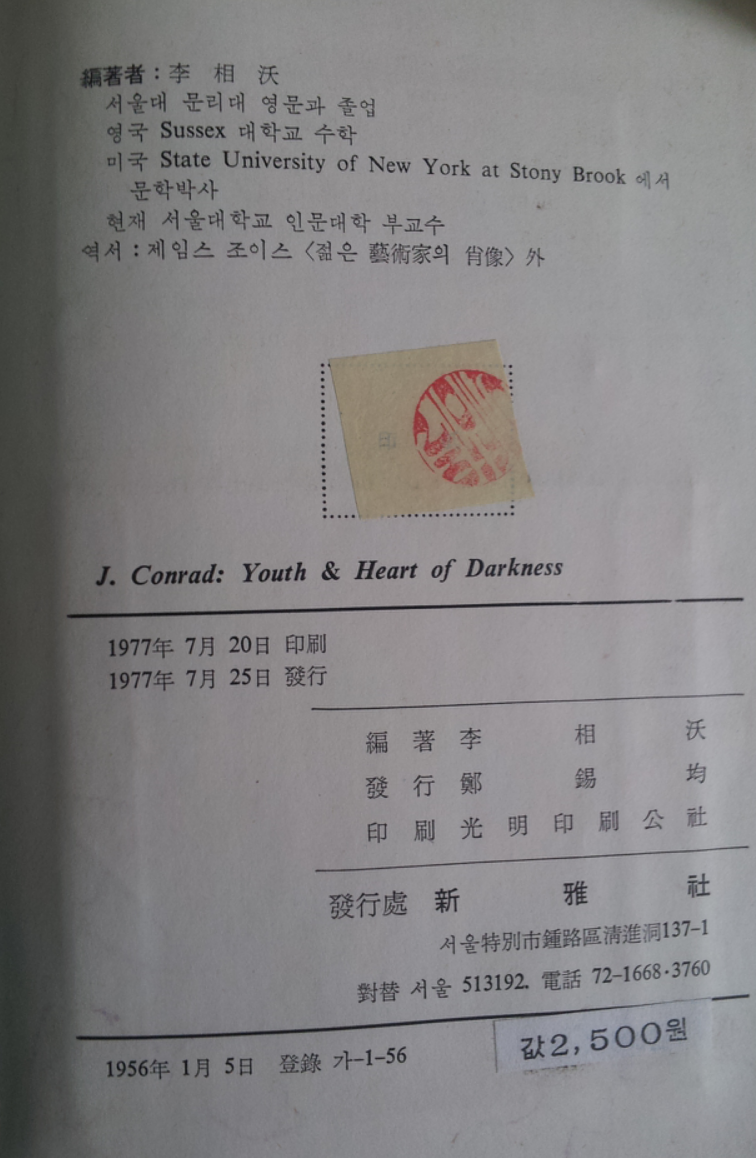 編著者 : 李 相 沃
서울대 문리대 영문과 졸업
영국 Sussex 대학교 수학
미국 State University of New York at Stony Brook 에서
문학박사
현재 서울대학교 인문대학 부교수
역서 : 제임스 조이스 〈젊은 藝術家의 肖像〉 外
印
J. Conrad: Youth & Heart of Darkness
1977年 7月 20日 印刷
1977年 7月 25日 發行
編 著 李 相 沃
發 行 鄭 錫 均
印 刷 光 明 印 刷 公 社
發行處 新 雅 社
서울特別市鍾路區淸進洞137-1
對替 서울 513192. 電話 72-1668·3760
1956年 1月 5日 登錄 가-1-56
값2,500원